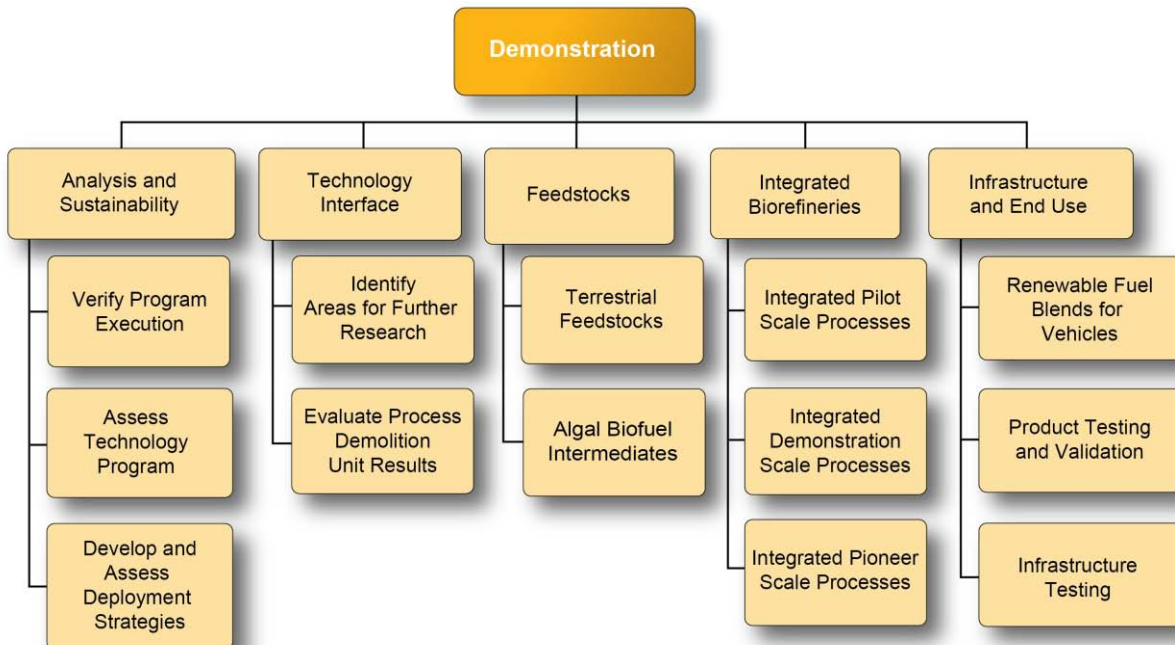 Demonstration
Analysis and
Sustainability
Technology
Interface
Feedstocks
Integrated
Biorefineries
Infrastructure
and End Use
Verify Program
Execution
Assess
Technology
Program
Develop and
Assess
Deployment
Strategies
Identify
Areas for Further
Research
Evaluate Process
Demolition
Unit Results
Terrestrial
Feedstocks
Algal Biofuel
Intermediates
Integrated Pilot
Scale Processes
Integrated
Demonstration
Scale Processes
Integrated Pioneer
Scale Processes
Renewable Fuel
Blends for
Vehicles
Product Testing
and Validation
Infrastructure
Testing